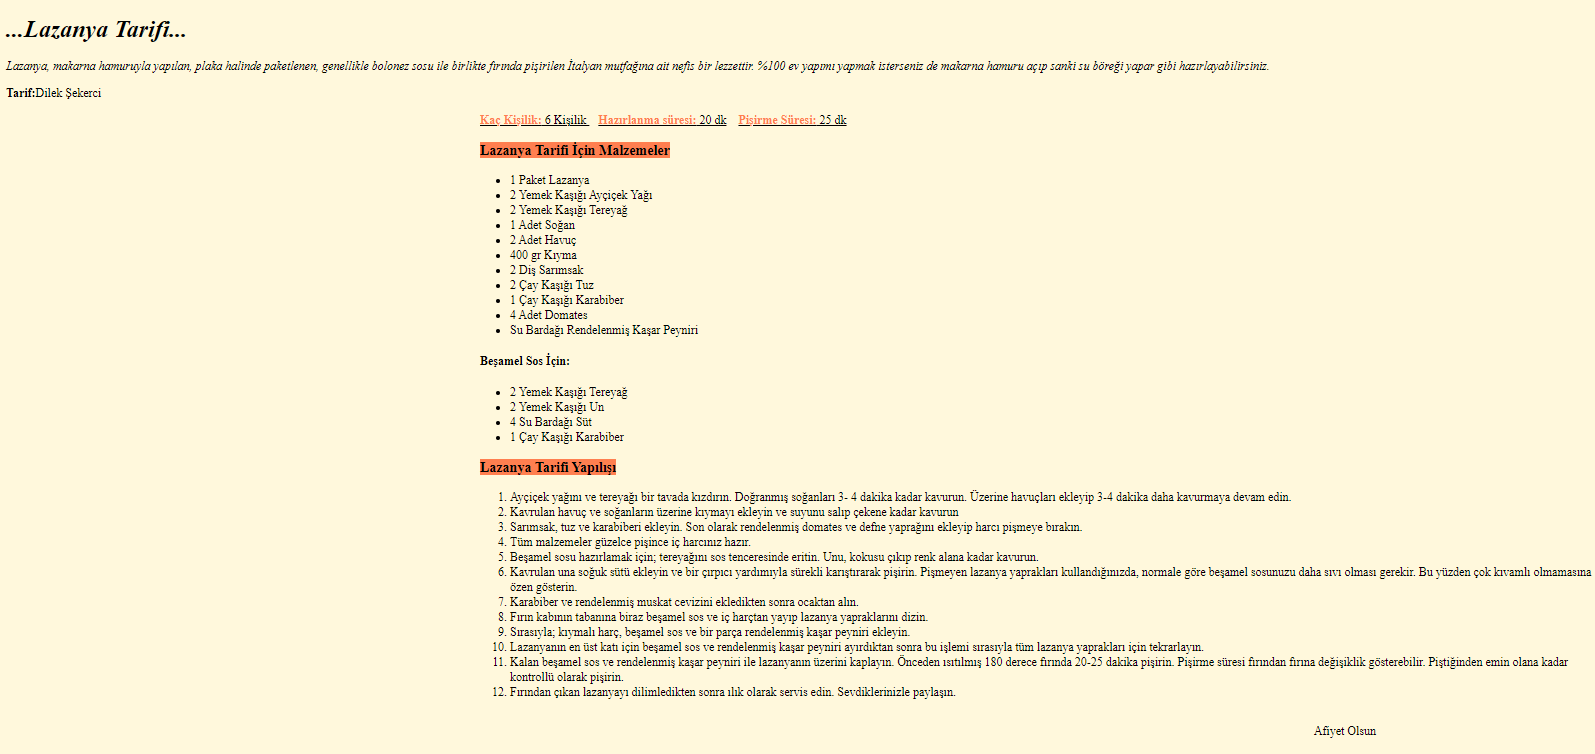 ...Lazanya Tarifi...
Lazanya, makarna hamuruyla yapılan, plaka halinde paketlenen, genellikle bolonez sosu ile birlikte fırında pişirilen İtalyan mutfağına ait nefis bir lezzettir. %100 ev yapımı yapmak isterseniz de makarna hamuru açıp sanki su böreği yapar gibi hazırlayabilirsiniz.
Tarif:Dilek Şekerci
Kaç Kişilik: 6 Kişilik Hazırlanma süresi: 20 dk Pişirme Süresi: 25 dk
Lazanya Tarifi İçin Malzemeler
• 1 Paket Lazanya
• 2 Yemek Kaşığı Ayçiçek Yağı
• 2 Yemek Kaşığı Tereyağ
• 1 Adet Soğan
• 2 Adet Havuç
• 400 gr Kıyma
• 2 Diş Sarımsak
• 2 Çay Kaşığı Tuz
• 1 Çay Kaşığı Karabiber
• 4 Adet Domates
• Su Bardağı Rendelenmiş Kaşar Peyniri
Beşamel Sos İçin:
• 2 Yemek Kaşığı Tereyağ
• 2 Yemek Kaşığı Un
• 4 Su Bardağı Süt
• 1 Çay Kaşığı Karabiber
Lazanya Tarifi Yapılışı
1. Ayçiçek yağını ve tereyağı bir tavada kızdırın. Doğranmış soğanları 3- 4 dakika kadar kavurun. Üzerine havuçları ekleyip 3-4 dakika daha kavurmaya devam edin.
2. Kavrulan havuç ve soğanların üzerine kıymayı ekleyin ve suyunu salıp çekene kadar kavurun
3. Sarımsak, tuz ve karabiberi ekleyin. Son olarak rendelenmiş domates ve defne yaprağını ekleyip harcı pişmeye bırakın.
4. Tüm malzemeler güzelce pişince iç harcınız hazır.
5. Beşamel sosu hazırlamak için; tereyağını sos tenceresinde eritin. Unu, kokusu çıkıp renk alana kadar kavurun.
6. Kavrulan una soğuk sütü ekleyin ve bir çırpıcı yardımıyla sürekli karıştırarak pişirin. Pişmeyen lazanya yaprakları kullandığınızda, normale göre beşamel sosunuzu daha sıvı olması gerekir. Bu yüzden çok kıvamlı olmamasına
özen gösterin.
7. Karabiber ve rendelenmiş muskat cevizini ekledikten sonra ocaktan alın.
8. Fırın kabının tabanına biraz beşamel sos ve iç harçtan yayıp lazanya yapraklarını dizin.
9. Sırasıyla; kıymalı harç, beşamel sos ve bir parça rendelenmiş kaşar peyniri ekleyin.
10. Lazanyanın en üst katı için beşamel sos ve rendelenmiş kaşar peyniri ayırdıktan sonra bu işlemi sırasıyla tüm lazanya yaprakları için tekrarlayın.
11. Kalan beşamel sos ve rendelenmiş kaşar peyniri ile lazanyanın üzerini kaplayın. Önceden ısıtılmış 180 derece fırında 20-25 dakika pişirin. Pişirme süresi fırından fırına değişiklik gösterebilir. Piştiğinden emin olana kadar
kontrollü olarak pişirin.
12. Fırından çıkan lazanyayı dilimledikten sonra ılık olarak servis edin. Sevdiklerinizle paylaşın.
Afiyet Olsun